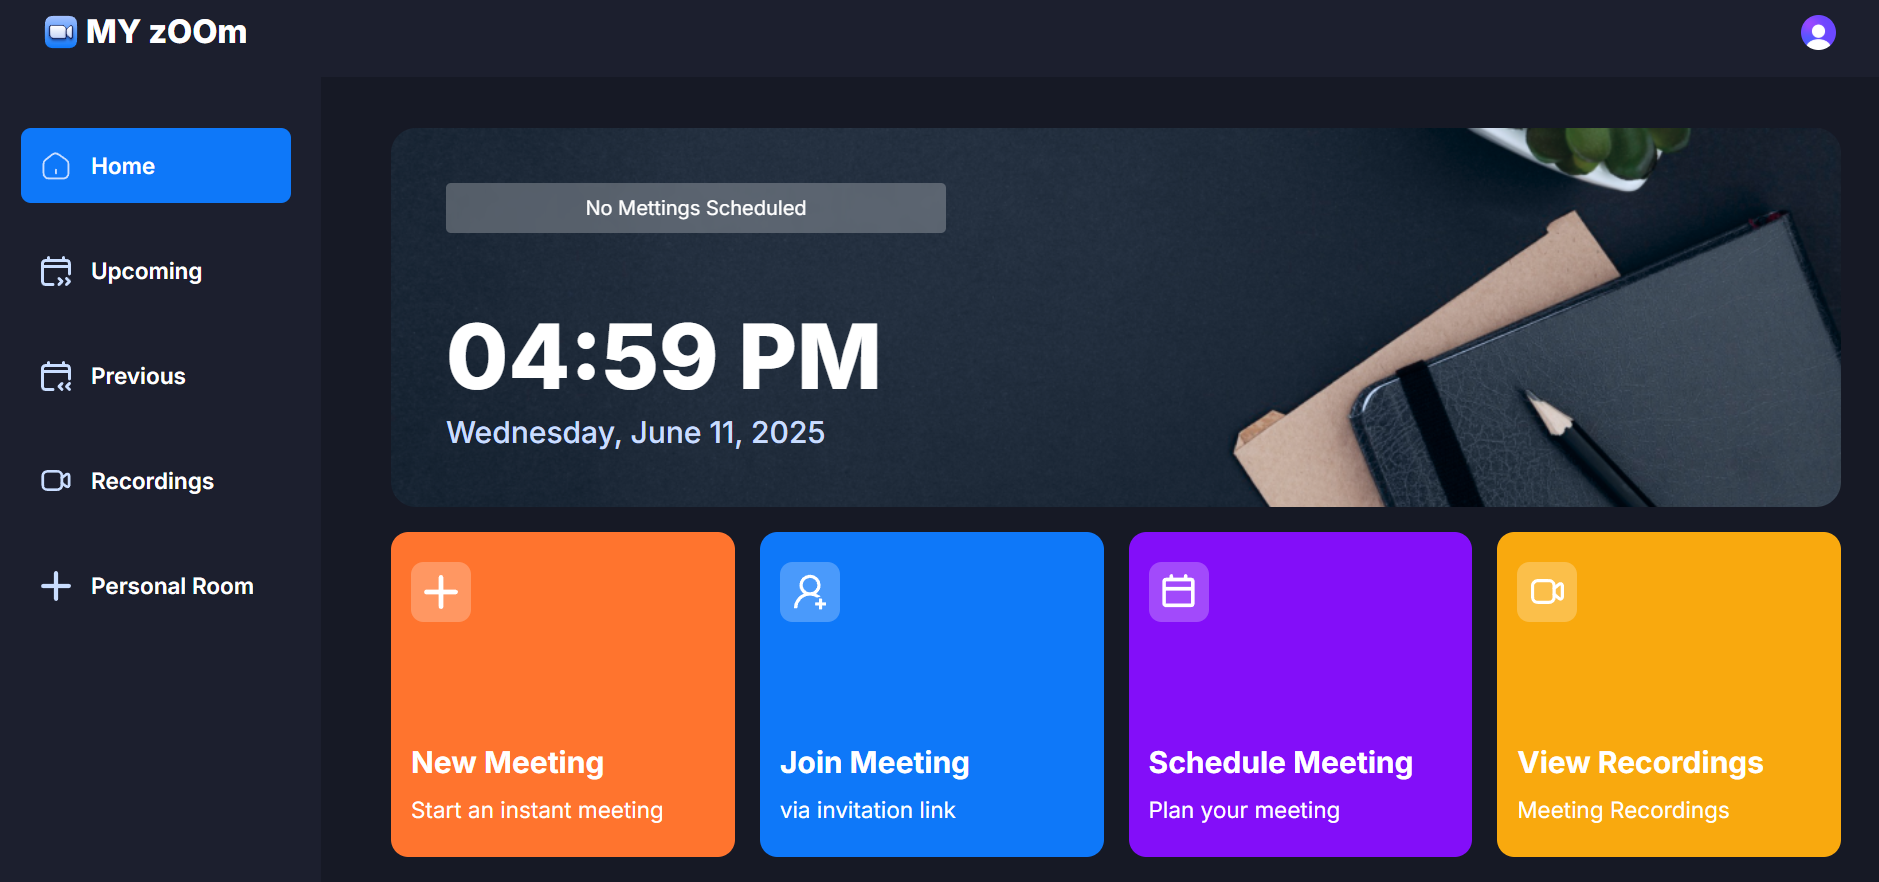 MY zOOm
Home
Upcoming
Previous
Recordings
Personal Room
No Mettings Scheduled
04:59 PM
Wednesday, June 11, 2025
New Meeting
Start an instant meeting
Join Meeting
via invitation link
Schedule Meeting
Plan your meeting
View Recordings
Meeting Recordings